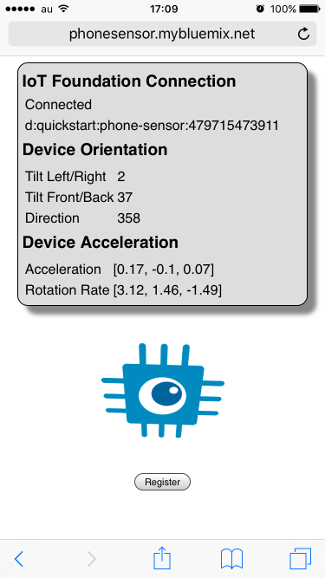 au 17:09 100%
phonesensor.mybluemix.net
IoT Foundation Connection
Connected
d:quickstart:phone-sensor:479715473911
Device Orientation
Tilt Left/Right 2
Tilt Front/Back 37
Direction 358
Device Acceleration
Acceleration [0.17, -0.1, 0.07]
Rotation Rate [3.12, 1.46, -1.49]
Register